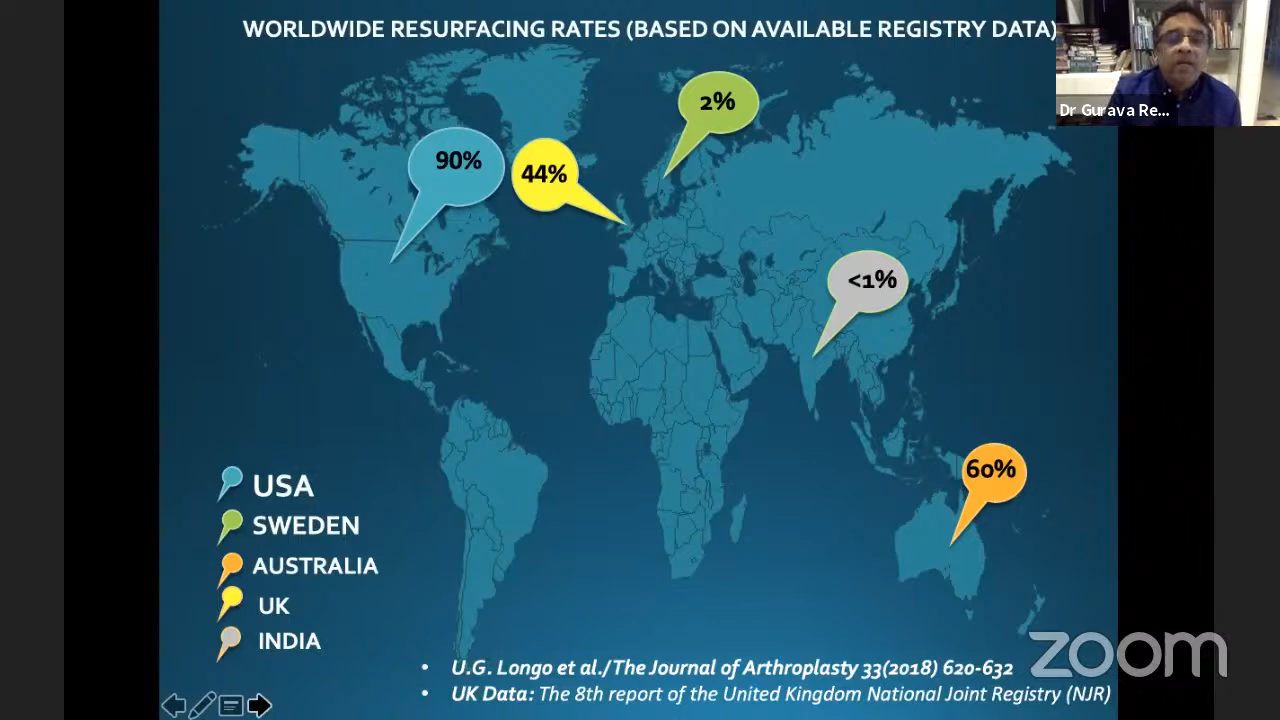 WORLDWIDE RESURFACING RATES (BASED ON AVAILABLE REGISTRY DATA)
Dr Gurava Re...
2%
90%
44%
<1%
60%
USA
SWEDEN
AUSTRALIA
UK
INDIA
• U.G. Longo et al./The Journal of Arthroplasty 33(2018) 620-632
• UK Data: The 8th report of the United Kingdom National Joint Registry (NJR)
zoom